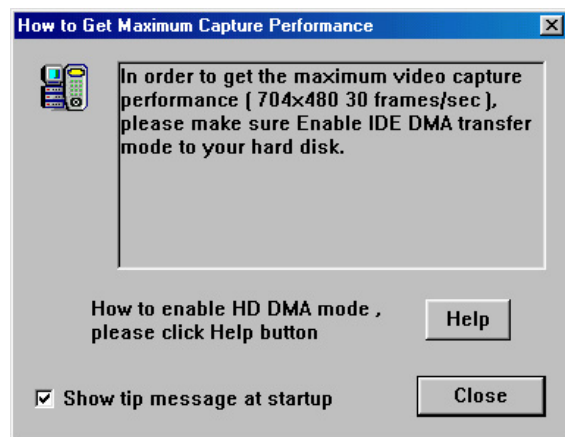 How to Get Maximum Capture Performance
In order to get the maximum video capture
performance ( 704x480 30 frames/sec ),
please make sure Enable IDE DMA transfer
mode to your hard disk.
How to enable HD DMA mode ,
please click Help button
Help
Show tip message at startup
Close